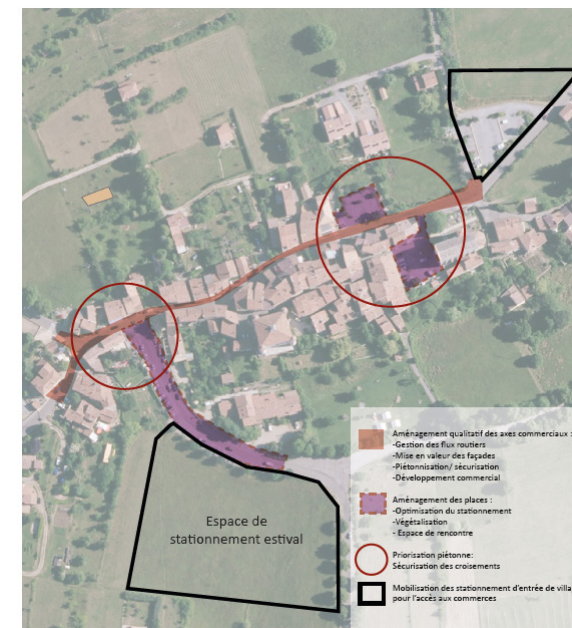 Espace de
stationnement estival
Aménagement qualitatif des axes commerciaux :
-Gestion des flux routiers
-Mise en valeur des façades
-Piétonnisation/ sécurisation
-Développement commercial
Aménagement des places :
-Optimisation du stationnement
-Végétalisation
- Espace de rencontre
Priorisation piétonne:
Sécurisation des croisements
Mobilisation des stationnement d'entrée de villa
pour l'accès aux commerces